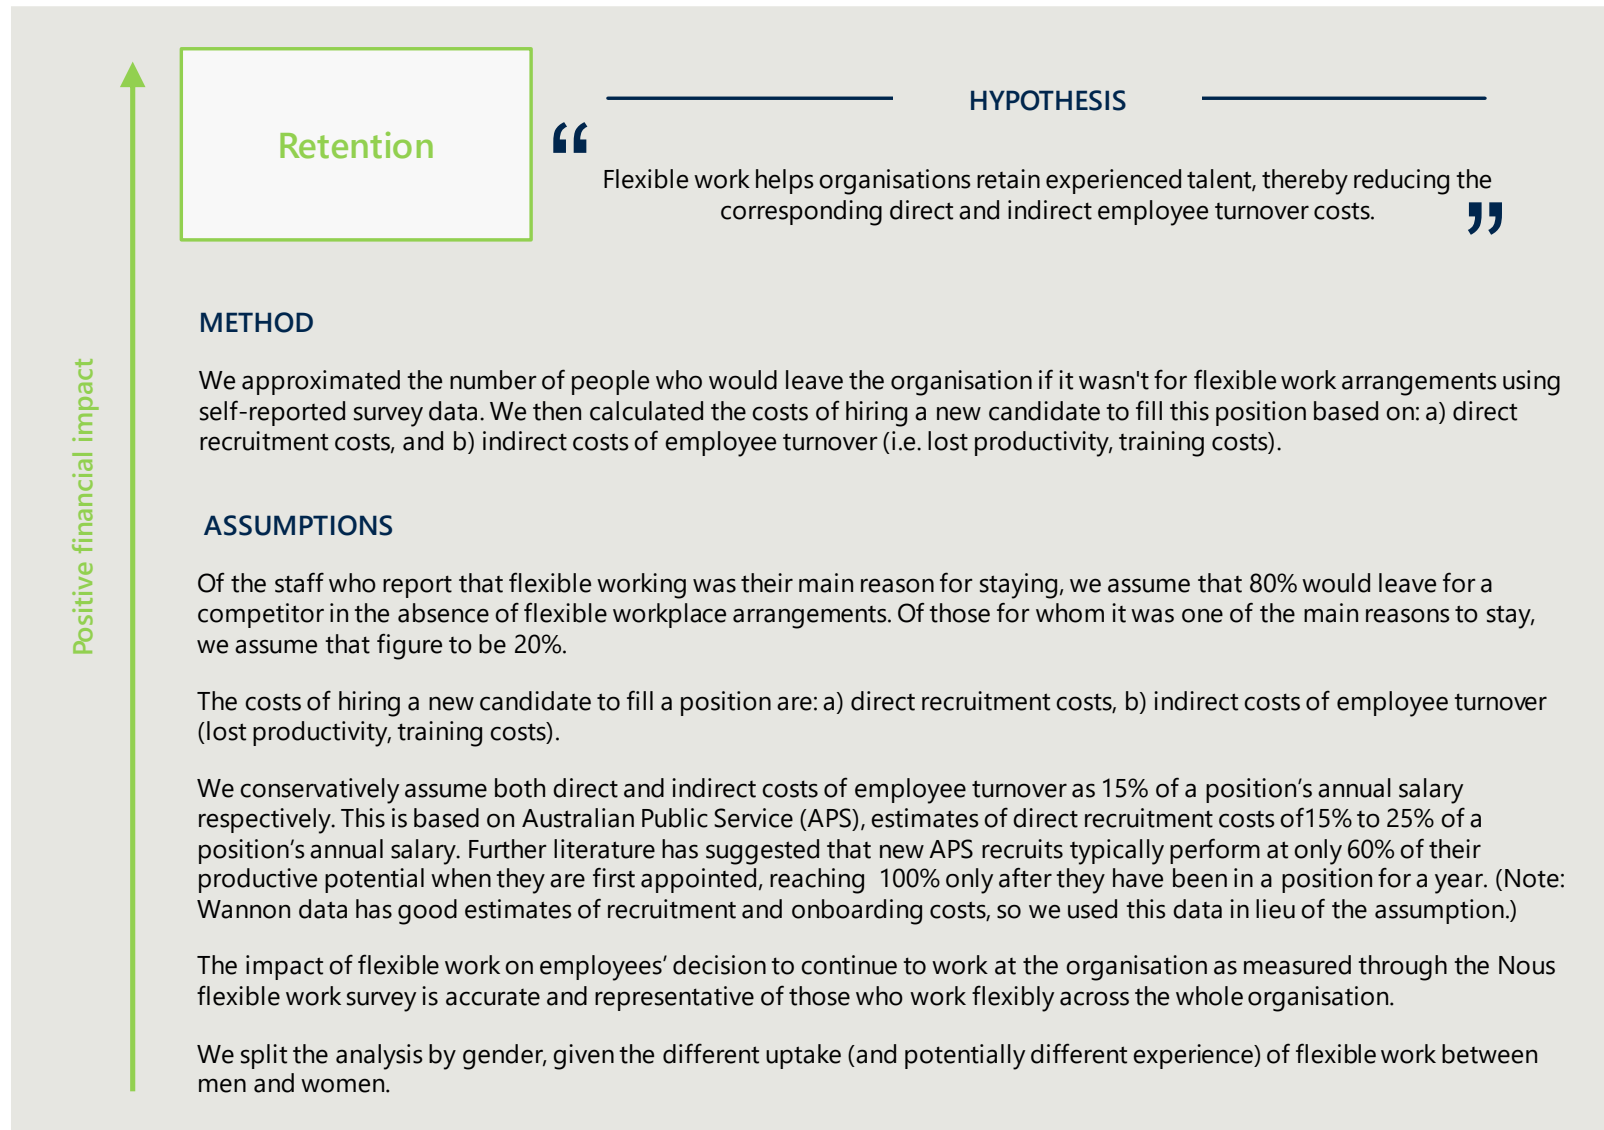 Retention
HYPOTHESIS
“
Flexible work helps organisations retain experienced talent, thereby reducing the
corresponding direct and indirect employee turnover costs.
”
Positive financial impact
METHOD
We approximated the number of people who would leave the organisation if it wasn't for flexible work arrangements using
self-reported survey data. We then calculated the costs of hiring a new candidate to fill this position based on: a) direct
recruitment costs, and b) indirect costs of employee turnover (i.e. lost productivity, training costs).
ASSUMPTIONS
Of the staff who report that flexible working was their main reason for staying, we assume that 80% would leave for a
competitor in the absence of flexible workplace arrangements. Of those for whom it was one of the main reasons to stay,
we assume that figure to be 20%.
The costs of hiring a new candidate to fill a position are: a) direct recruitment costs, b) indirect costs of employee turnover
(lost productivity, training costs).
We conservatively assume both direct and indirect costs of employee turnover as 15% of a position’s annual salary
respectively. This is based on Australian Public Service (APS), estimates of direct recruitment costs of15% to 25% of a
position’s annual salary. Further literature has suggested that new APS recruits typically perform at only 60% of their
productive potential when they are first appointed, reaching 100% only after they have been in a position for a year. (Note:
Wannon data has good estimates of recruitment and onboarding costs, so we used this data in lieu of the assumption.)
The impact of flexible work on employees’ decision to continue to work at the organisation as measured through the Nous
flexible work survey is accurate and representative of those who work flexibly across the whole organisation.
We split the analysis by gender, given the different uptake (and potentially different experience) of flexible work between
men and women.